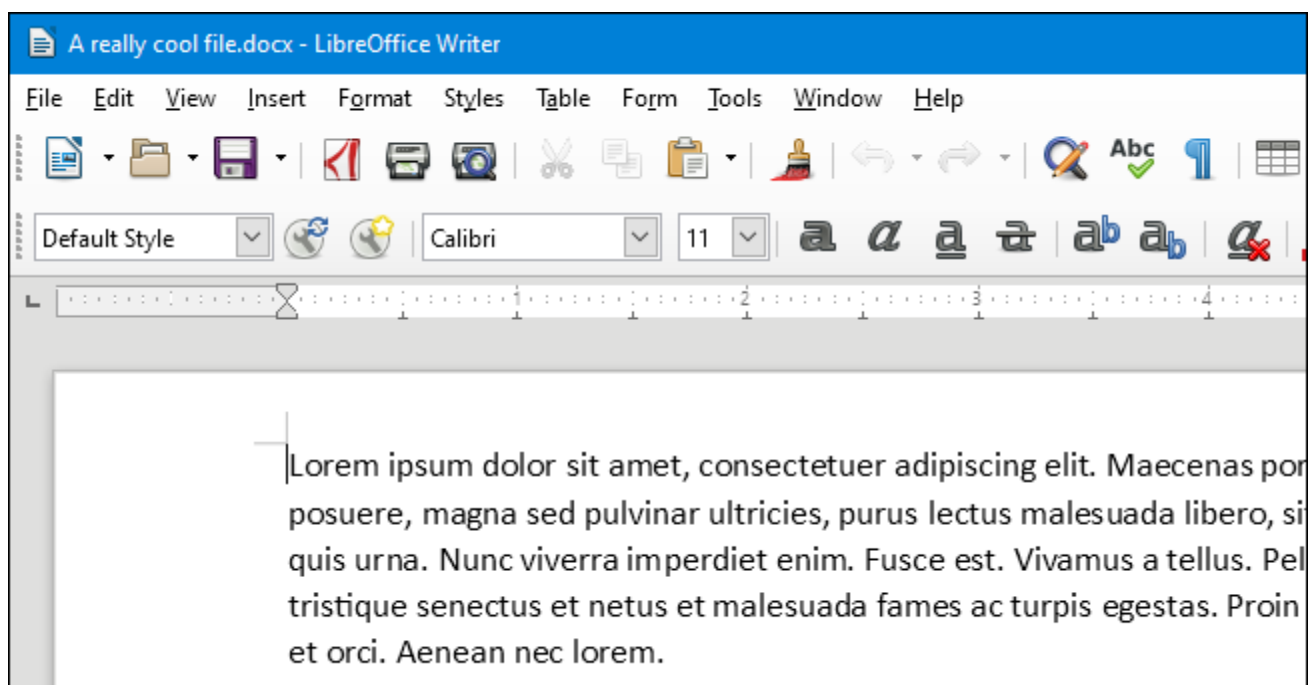 A really cool file.docx - LibreOffice Writer
File Edit View Insert Format Styles Table Form Tools Window Help
Abc
Default Style Calibri 11 a a a a ab ab a
1 2 3 4
Lorem ipsum dolor sit amet, consectetuer adipiscing elit. Maecenas por
posuere, magna sed pulvinar ultricies, purus lectus malesuada libero, si
quis urna. Nunc viverra imperdiet enim. Fusce est. Vivamus a tellus. Pel
tristique senectus et netus et malesuada fames ac turpis egestas. Proin
et orci. Aenean nec lorem.